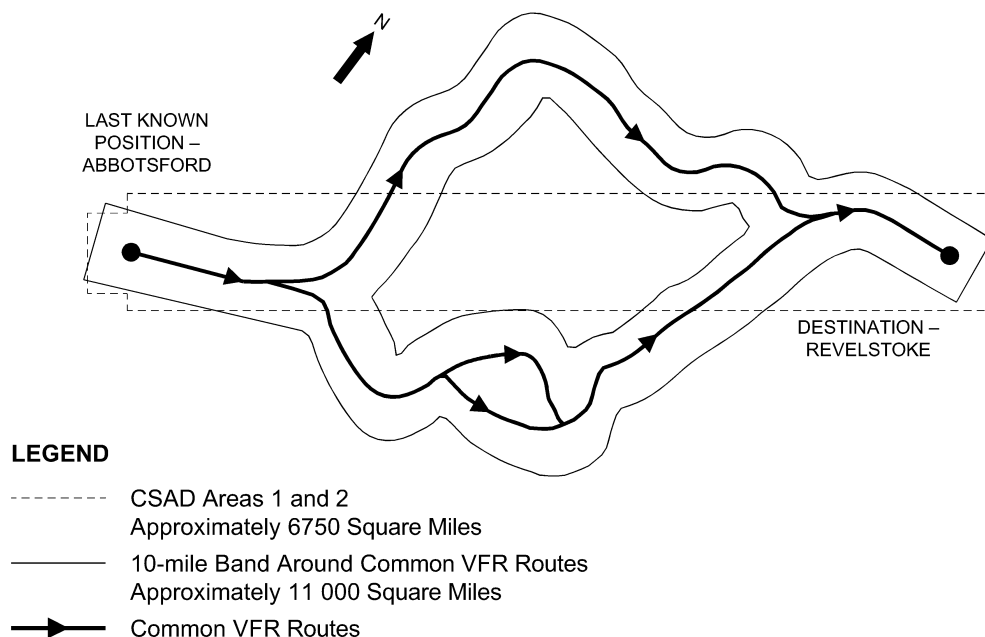 N
LAST KNOWN
POSITION –
ABBOTSFORD
DESTINATION –
REVELSTOKE
LEGEND
CSAD Areas 1 and 2
Approximately 6750 Square Miles
10-mile Band Around Common VFR Routes
Approximately 11 000 Square Miles
Common VFR Routes